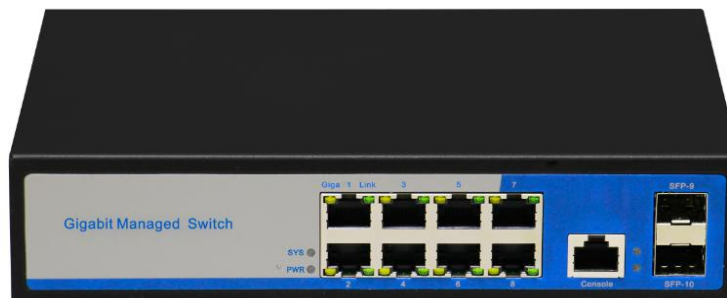 Giga 1 Link 3 5 7
SFP-9
Gigabit Managed Switch
SYS
PWR
2 4 6 8
Console
SFP-10